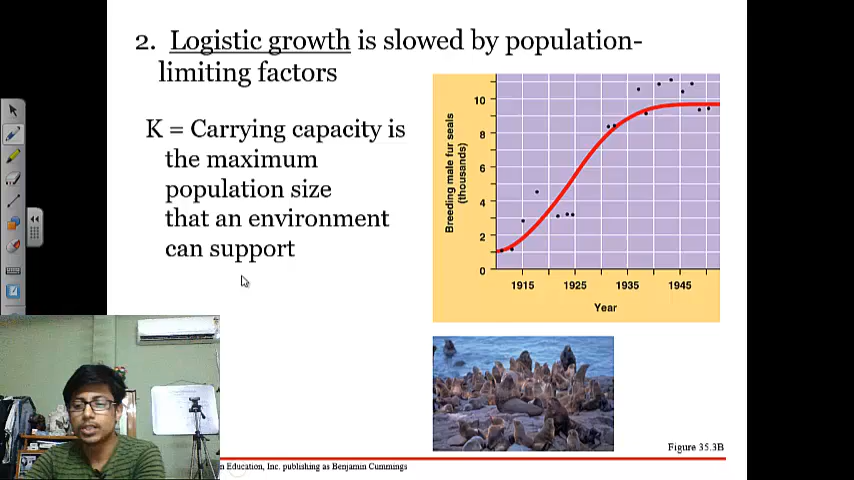 2. Logistic growth is slowed by population-
limiting factors
K = Carrying capacity is
the maximum
population size
that an environment
can support
Breeding male fur seals
(thousands)
10
8
6
4
2
0
1915 1925 1935 1945
Year
Figure 35.3B
n Education, Inc. publishing as Benjamin Cummings